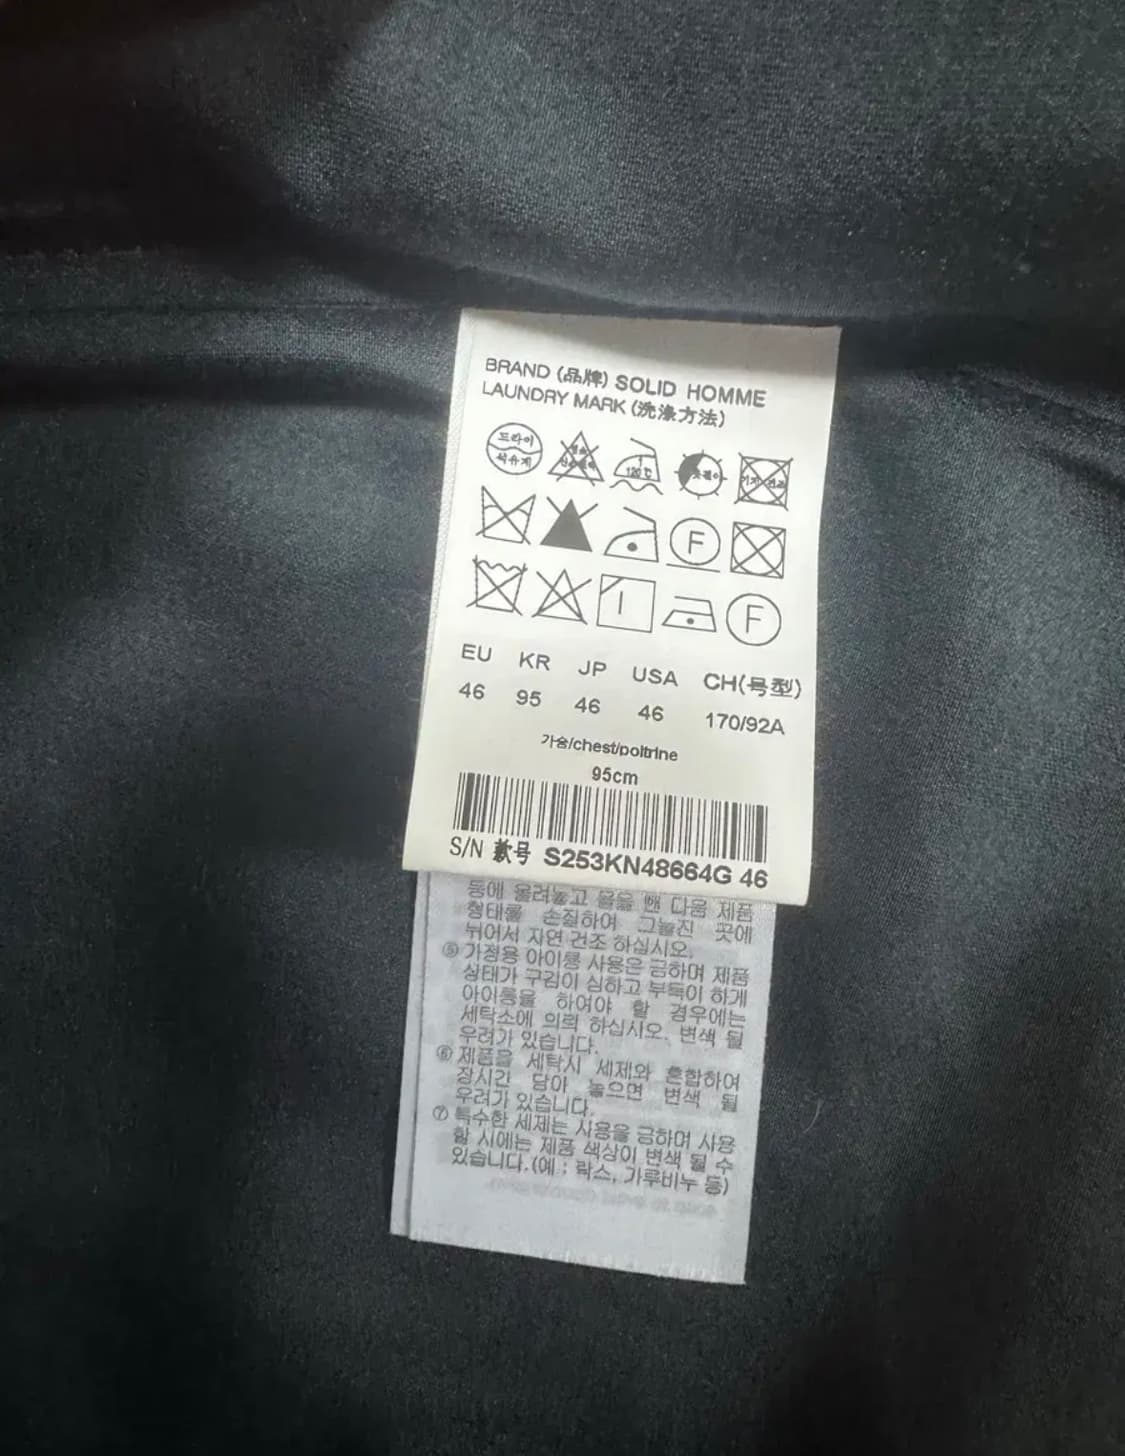 BRAND (品牌) SOLID HOMME
LAUNDRY MARK (洗涤方法)
드라이
석유계
120℃
F
F
EU KR JP USA CH(号型)
46 95 46 46 170/92A
가슴/chest/poitrine
95cm
S/N 款号 S253KN48664G 46
등에 올려놓고 물을 뺀 다음 제품
형태를 손질하여 그늘진 곳에
뉘어서 자연 건조 하십시오.
⑤ 가정용 아이롱 사용은 금하며 제품
상태가 구김이 심하고 부득이 하게
아이롱을 하여야 할 경우에는
세탁소에 의뢰 하십시오. 변색 될
우려가 있습니다.
⑥ 제품을 세탁시 세제와 혼합하여
장시간 담아 놓으면 변색 될
우려가 있습니다.
⑦ 특수한 세제는 사용을 금하며 사용
할 시에는 제품 색상이 변색 될 수
있습니다.(예 : 락스, 가루비누 등)